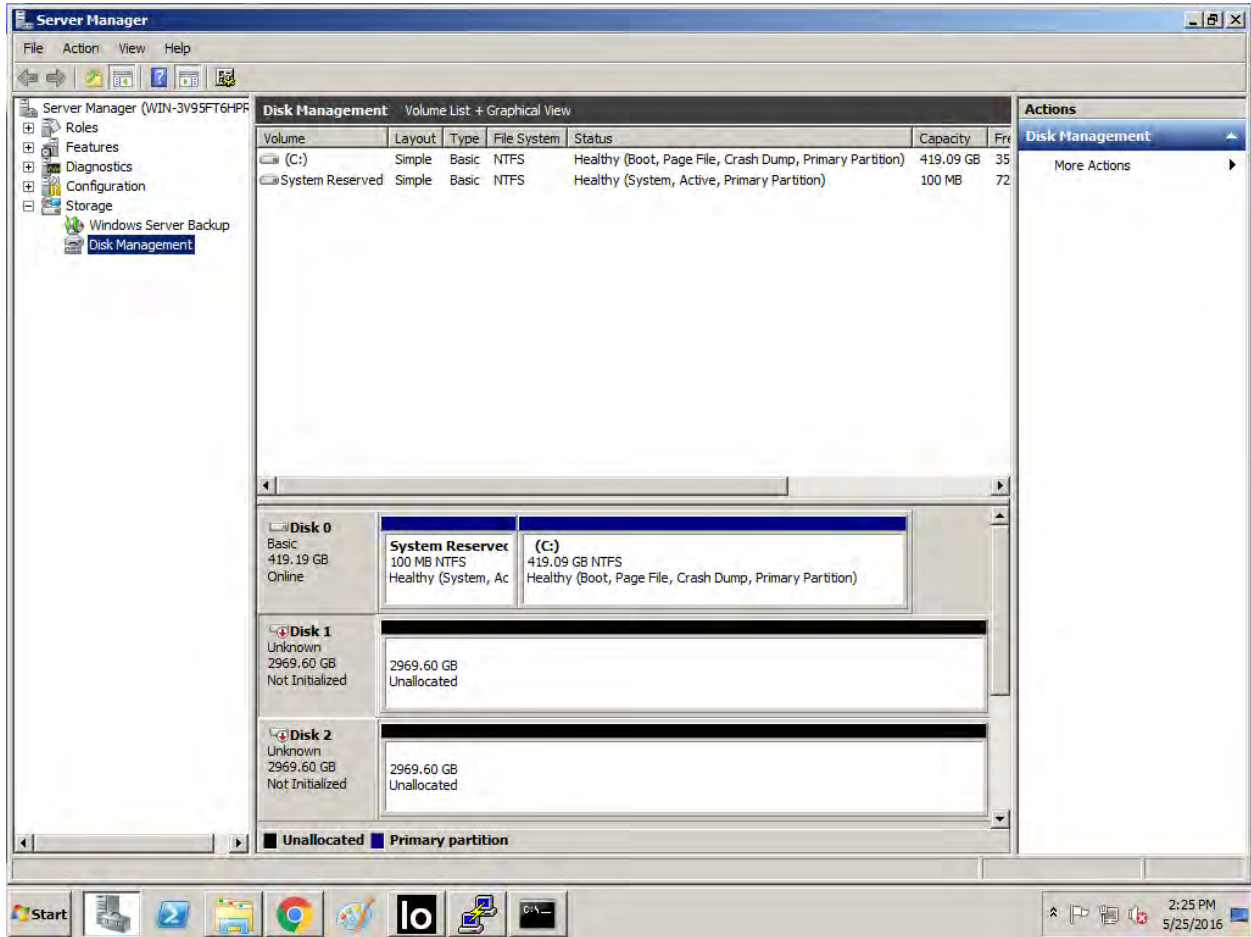 Server Manager
File Action View Help
Server Manager (WIN-3V95FT6HPR
Roles
Features
Diagnostics
Configuration
Storage
Windows Server Backup
Disk Management
Disk Management Volume List + Graphical View
Volume Layout Type File System Status Capacity Fre
(C:) Simple Basic NTFS Healthy (Boot, Page File, Crash Dump, Primary Partition) 419.09 GB 35
System Reserved Simple Basic NTFS Healthy (System, Active, Primary Partition) 100 MB 72
Disk 0
Basic
419.19 GB
Online
System Reserved
100 MB NTFS
Healthy (System, Ac
(C:)
419.09 GB NTFS
Healthy (Boot, Page File, Crash Dump, Primary Partition)
Disk 1
Unknown
2969.60 GB
Not Initialized
2969.60 GB
Unallocated
Disk 2
Unknown
2969.60 GB
Not Initialized
2969.60 GB
Unallocated
Unallocated Primary partition
Actions
Disk Management
More Actions
Start
lo
C:\_
2:25 PM
5/25/2016